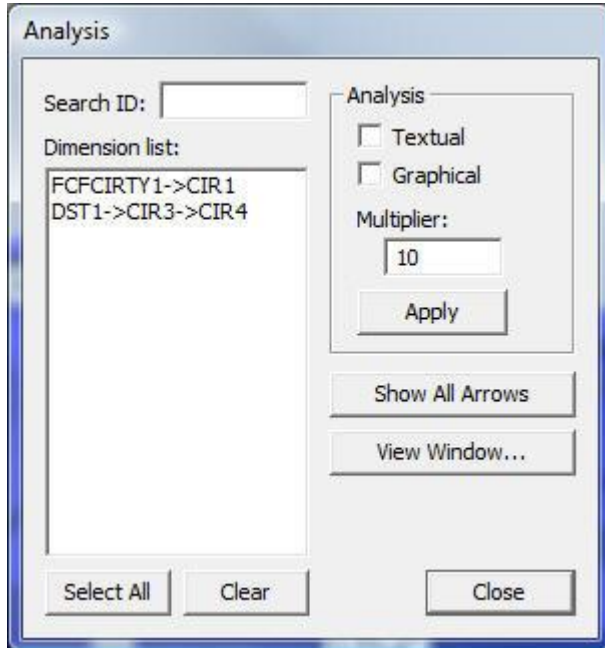 Analysis
Search ID:
Dimension list:
FCFCIRTY1->CIR1
DST1->CIR3->CIR4
Select All
Clear
Analysis
Textual
Graphical
Multiplier:
10
Apply
Show All Arrows
View Window...
Close